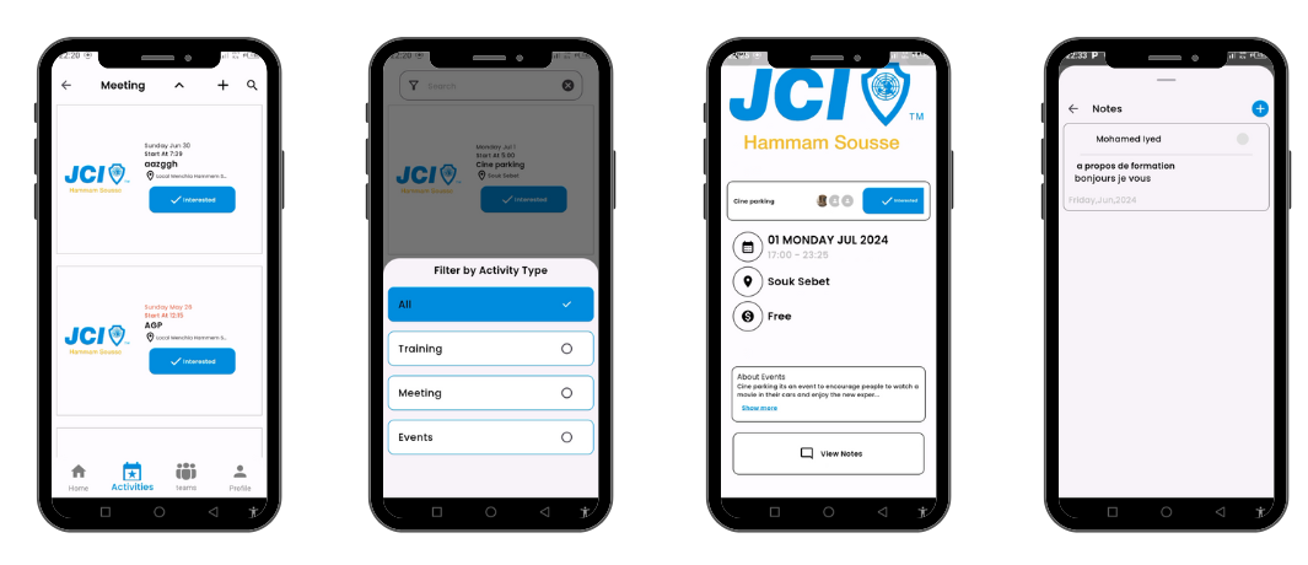 22:20
Meeting
JCI
Hammam Sousse
Sunday Jun 30
Start At 7:39
aazggh
Local Menchia Hammem S...
Interested
JCI
Hammam Sousse
Sunday May 26
Start At 12:15
AGP
Local Menchia Hammem S...
Interested
Home
Activities
teams
Profile
22:20
Search
JCI
Hammam Sousse
Monday Jul 1
Start At 5:00
Cine parking
Souk Sebet
Interested
Filter by Activity Type
All
Training
Meeting
Events
JCI TM
Hammam Sousse
Cine parking
Interested
01 MONDAY JUL 2024
17:00 - 23:25
Souk Sebet
Free
About Events
Cine parking its an event to encourage people to watch a
movie in their cars and enjoy the new exper...
Show more
View Notes
22:33 P
Notes
Mohamed Iyed
a propos de formation
bonjours je vous
Friday,Jun,2024